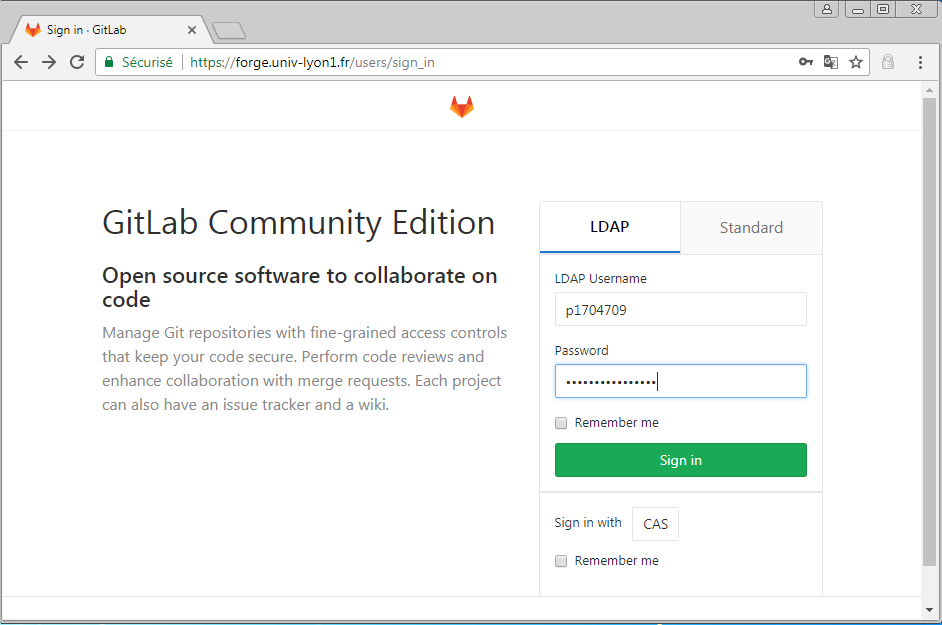 Sign in · GitLab
Sécurisé https://forge.univ-lyon1.fr/users/sign_in
GitLab Community Edition
Open source software to collaborate on
code
Manage Git repositories with fine-grained access controls
that keep your code secure. Perform code reviews and
enhance collaboration with merge requests. Each project
can also have an issue tracker and a wiki.
LDAP Standard
LDAP Username
p1704709
Password
••••••••••••••••
Remember me
Sign in
Sign in with CAS
Remember me